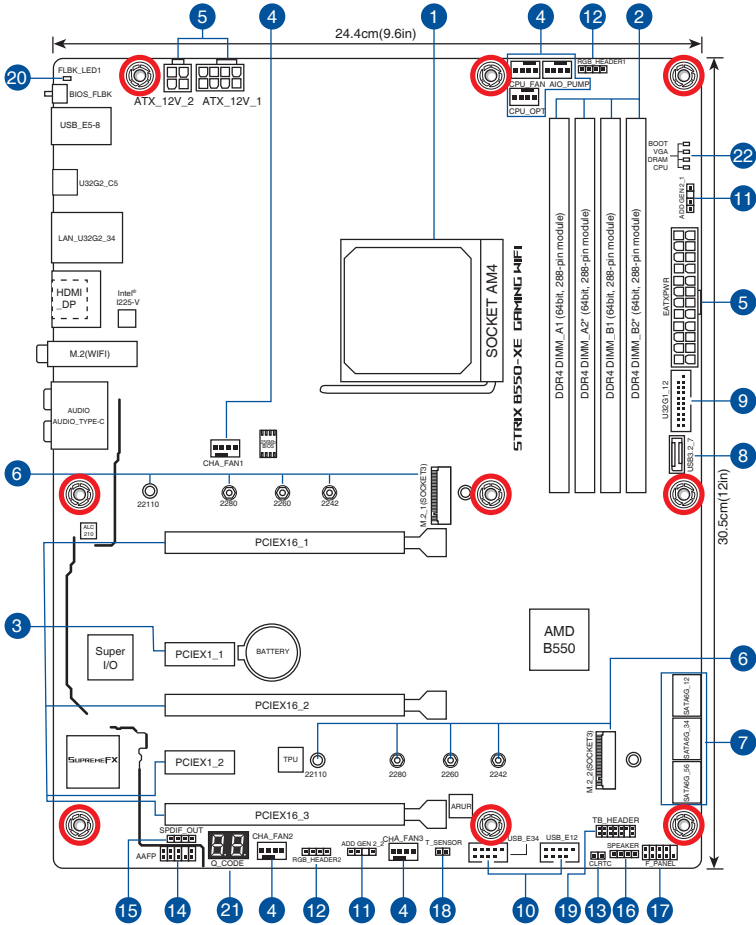 24.4cm(9.6in)
5
4
1
4
12
2
20
FLBK_LED1
BIOS_FLBK
ATX_12V_2
ATX_12V_1
CPU_FAN
AIO_PUMP
RGB_HEADER1
CPU_OPT
USB_E5-8
BOOT
VGA
DRAM
CPU
22
U32G2_C5
ADD GEN 2_1
11
LAN_U32G2_34
HDMI
_DP
Intel®
I225-V
SOCKET AM4
STRIX B550-XE GAMING WIFI
DDR4 DIMM_A1 (64bit, 288-pin module)
DDR4 DIMM_A2* (64bit, 288-pin module)
DDR4 DIMM_B1 (64bit, 288-pin module)
DDR4 DIMM_B2* (64bit, 288-pin module)
EATXPWR
5
M.2(WIFI)
U32G1_12
9
AUDIO
AUDIO_TYPE-C
CHA_FAN1
BIOS
USB3.2_7
8
6
22110
2280
2260
2242
M.2_1(SOCKET3)
30.5cm(12in)
ALC
210
PCIEX16_1
3
Super
I/O
PCIEX1_1
BATTERY
AMD
B550
6
PCIEX16_2
SATA6G_12
SATA6G_34
SATA6G_56
7
SUPREMEFX
PCIEX1_2
TPU
22110
2280
2260
2242
M.2_2(SOCKET3)
PCIEX16_3
ARUR
SPDIF_OUT
AAFP
Q_CODE
CHA_FAN2
RGB_HEADER2
ADD GEN 2_2
CHA_FAN3
T_SENSOR
USB_E34
USB_E12
TB_HEADER
CLRTC
SPEAKER
F_PANEL
15
14
21
4
12
11
4
18
10
19
13
16
17